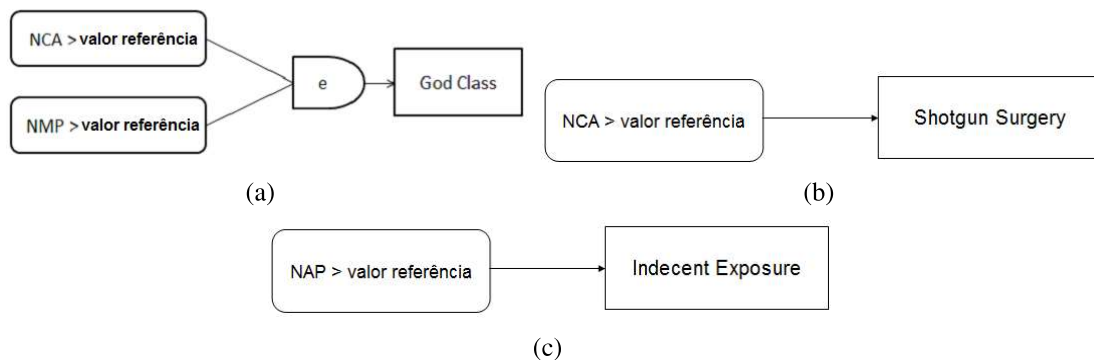 NCA > valor referência
NMP > valor referência
e
God Class
(a)
NCA > valor referência
Shotgun Surgery
(b)
NAP > valor referência
Indecent Exposure
(c)